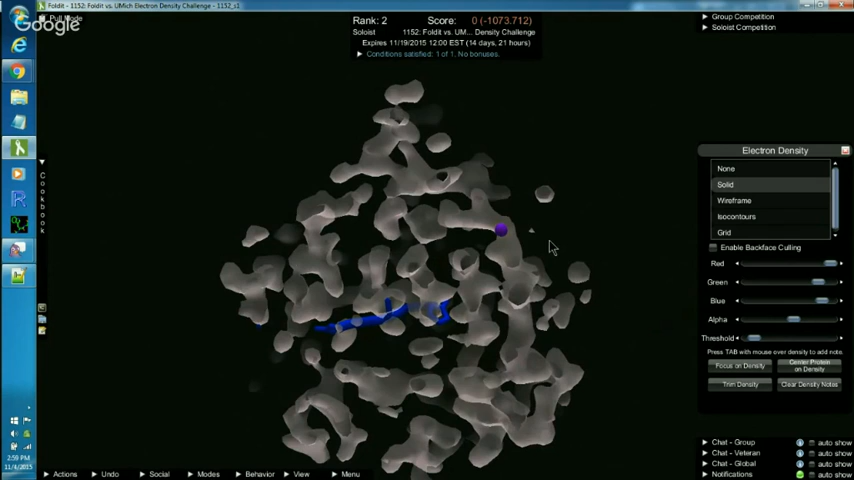 Foldit - 1152: Foldit vs. UMich Electron Density Challenge - 1152_s1
Pull Mode
Google
Rank: 2 Score: 0 (-1073.712)
Soloist 1152: Foldit vs. UM... Density Challenge
Expires 11/19/2015 12:00 EST (14 days, 21 hours)
Conditions satisfied: 1 of 1. No bonuses.
Group Competition
Soloist Competition
Cookbook
Electron Density
None
Solid
Wireframe
Isocontours
Grid
Enable Backface Culling
Red
Green
Blue
Alpha
Threshold
Press TAB with mouse over density to add note.
Focus on Density
Center Protein on Density
Trim Density
Clear Density Notes
Chat - Group auto show
Chat - Veteran auto show
Chat - Global auto show
Notifications auto show
2:59 PM
11/4/2015
Actions Undo Social Modes Behavior View Menu